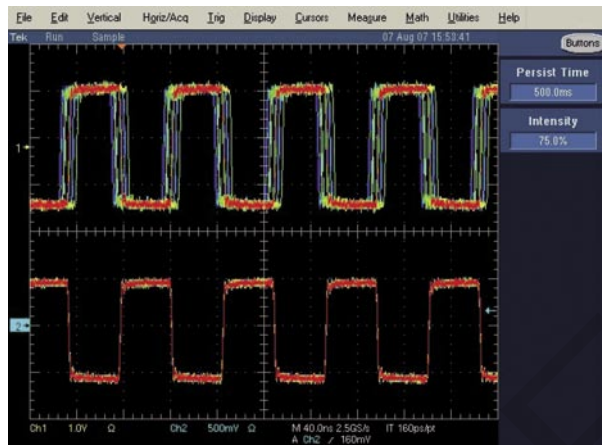 File Edit Vertical Horiz/Acq Trig Display Cursors Measure Math Utilities Help
Tek Run Sample 07 Aug 07 15:53:41
Buttons
Persist Time
500.0ms
Intensity
75.0%
1
2
Ch1 1.0V Ω Ch2 500mV Ω M 40.0ns 2.5GS/s IT 160ps/pt
A Ch2 / 160mV